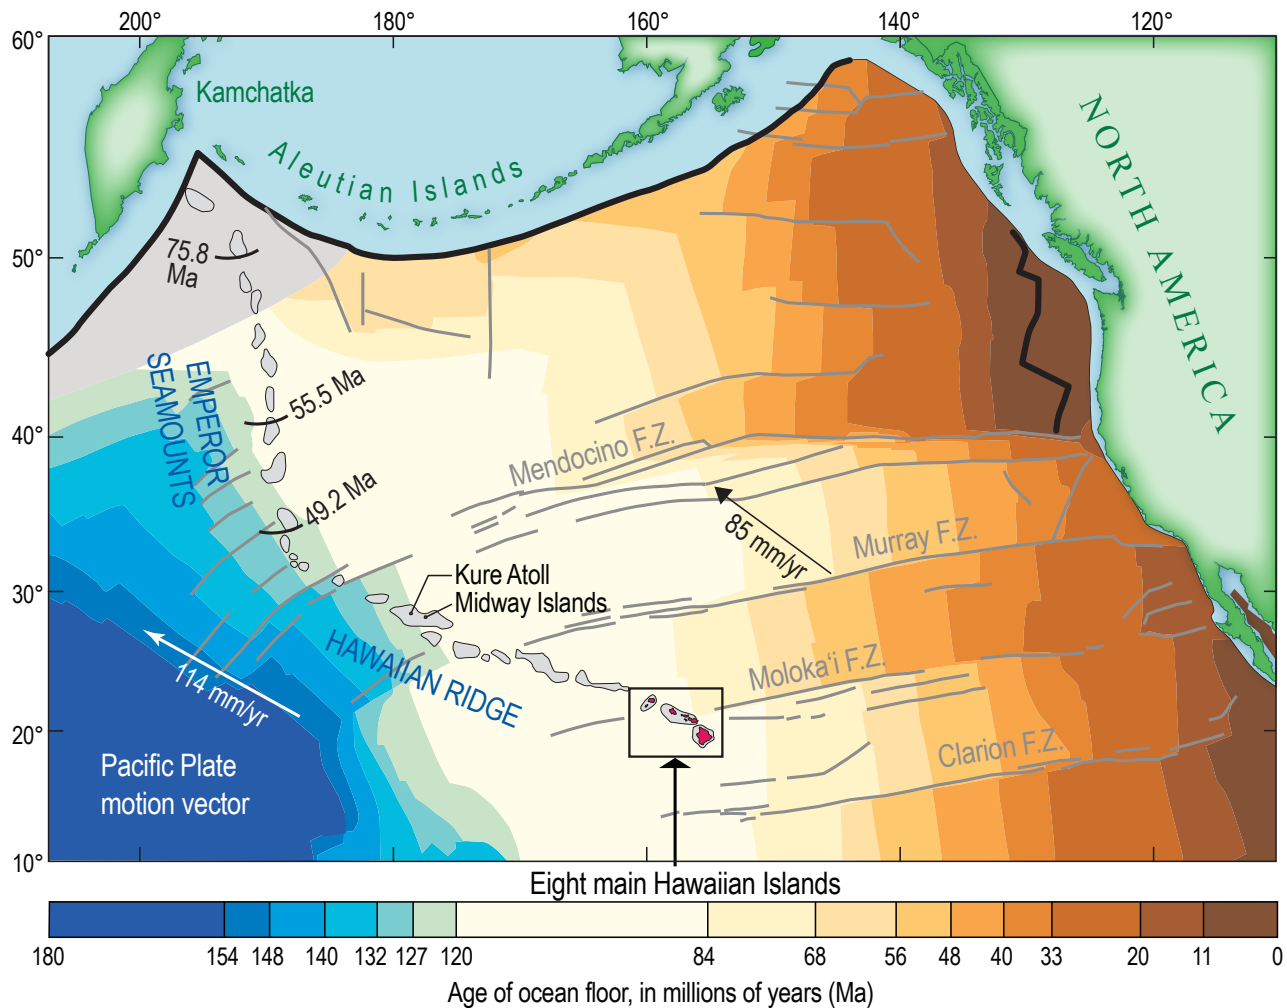 200° 180° 160° 140° 120°
60°
50°
40°
30°
20°
10°
Kamchatka
Aleutian Islands
NORTH AMERICA
75.8
Ma
EMPEROR
SEAMOUNTS
55.5 Ma
49.2 Ma
Mendocino F.Z.
85 mm/yr
Murray F.Z.
Kure Atoll
Midway Islands
HAWAIIAN RIDGE
Molokaʻi F.Z.
114 mm/yr
Clarion F.Z.
Pacific Plate
motion vector
Eight main Hawaiian Islands
180 154 148 140 132 127 120 84 68 56 48 40 33 20 11 0
Age of ocean floor, in millions of years (Ma)